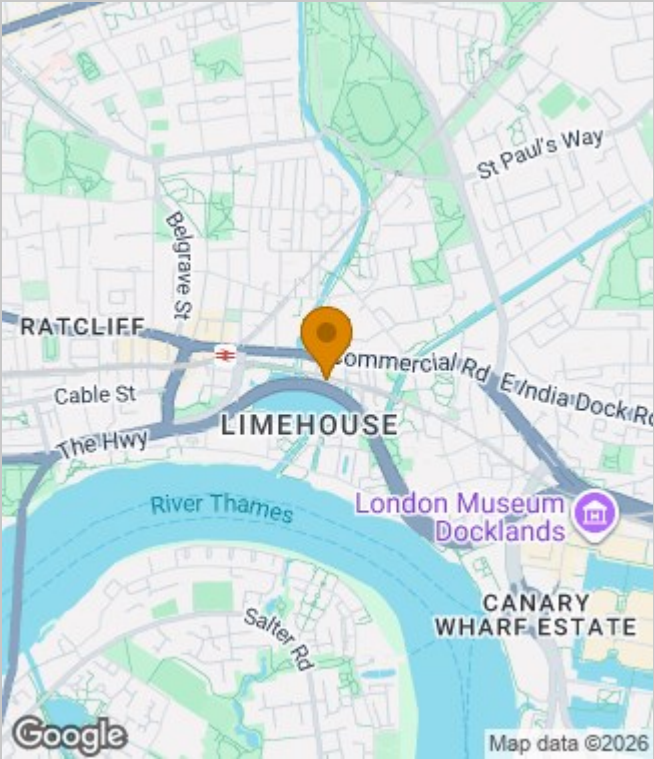 St Paul's Way
Belgrave St
RATCLIFF
Commercial Rd
E India Dock Rd
Cable St
LIMEHOUSE
The Hwy
River Thames
London Museum
Docklands
CANARY
WHARF ESTATE
Salter Rd
Google
Map data ©2026